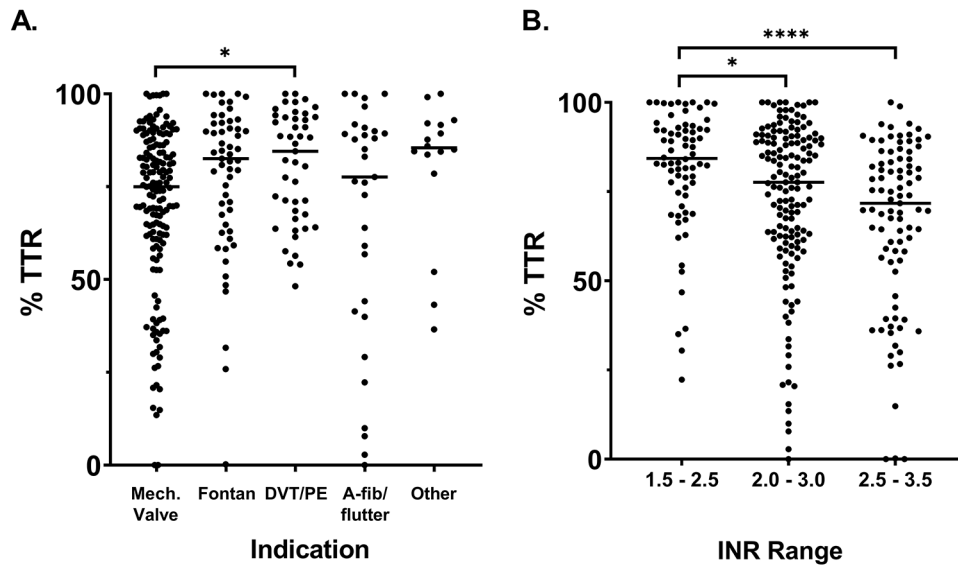 A.
*
% TTR
100
50
0
Mech. Valve
Fontan
DVT/PE
A-fib/ flutter
Other
Indication
B.
****
*
% TTR
100
50
0
1.5 - 2.5
2.0 - 3.0
2.5 - 3.5
INR Range